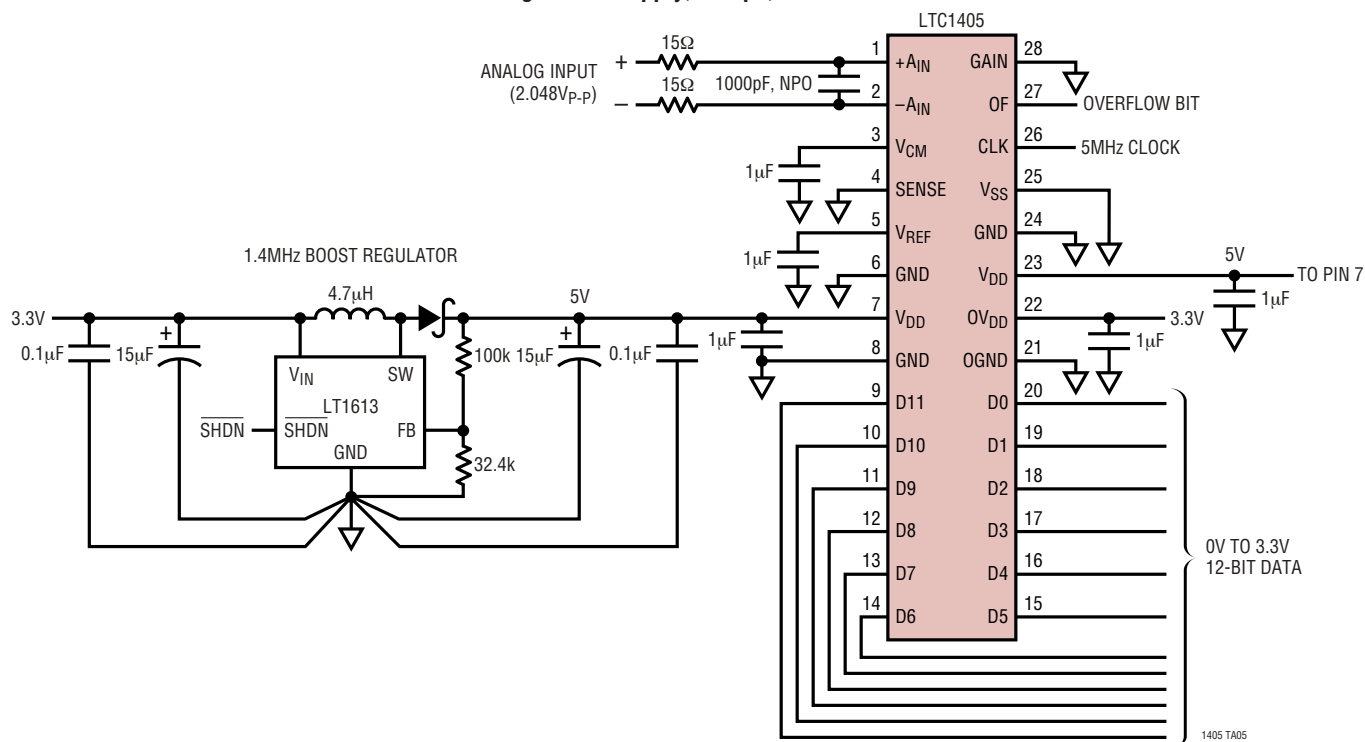 LTC1405
ANALOG INPUT
(2.048VP-P)
+
15Ω
−
15Ω
1000pF, NPO
1 +AIN
2 −AIN
3 VCM
1µF
4 SENSE
5 VREF
1µF
6 GND
7 VDD
8 GND
9 D11
10 D10
11 D9
12 D8
13 D7
14 D6
GAIN 28
OF 27 OVERFLOW BIT
CLK 26 5MHz CLOCK
VSS 25
GND 24
VDD 23 5V TO PIN 7
1µF
OVDD 22 3.3V
1µF
OGND 21
D0 20
D1 19
D2 18
D3 17
D4 16
D5 15
0V TO 3.3V
12-BIT DATA
1.4MHz BOOST REGULATOR
3.3V
4.7µH
5V
0.1µF
+
15µF
VIN
SW
LT1613
SHDN
SHDN
FB
GND
100k
32.4k
+
15µF
0.1µF
1µF
1405 TA05